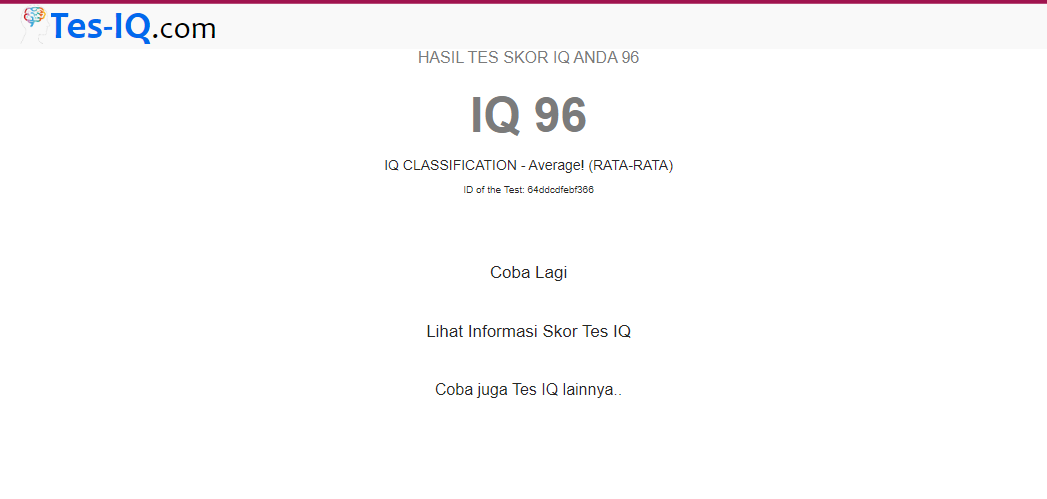 Tes-IQ.com
HASIL TES SKOR IQ ANDA 96
IQ 96
IQ CLASSIFICATION - Average! (RATA-RATA)
ID of the Test: 64ddcdfebf366
Coba Lagi
Lihat Informasi Skor Tes IQ
Coba juga Tes IQ lainnya..